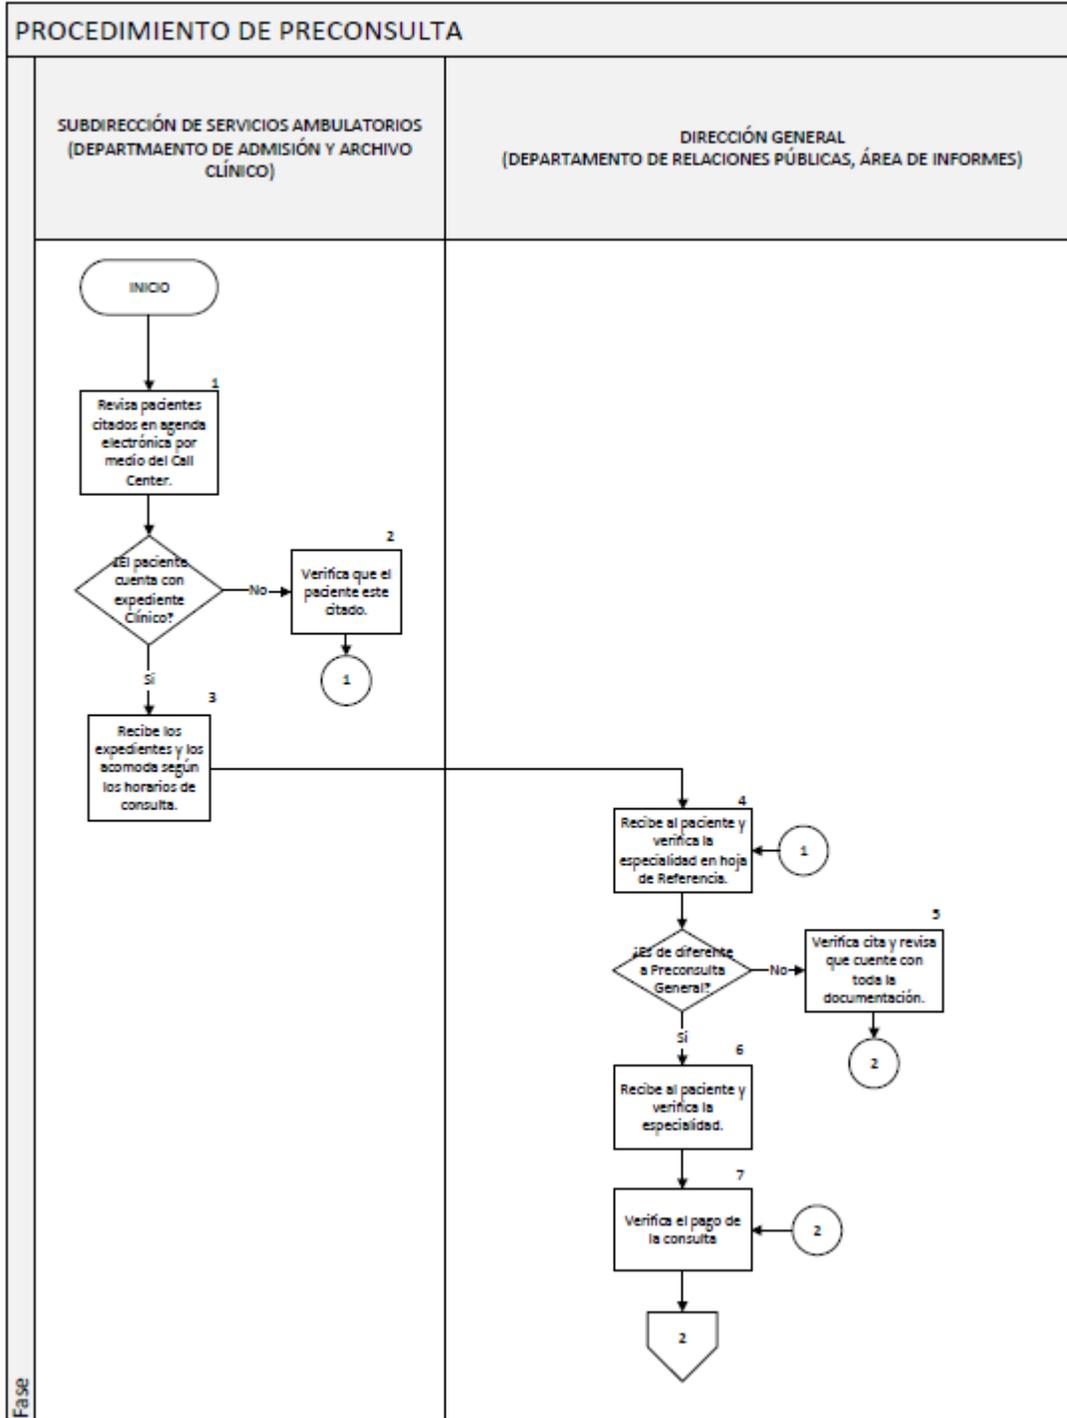 PROCEDIMIENTO DE PRECONSULTA
SUBDIRECCIÓN DE SERVICIOS AMBULATORIOS
(DEPARTMAENTO DE ADMISIÓN Y ARCHIVO
CLÍNICO)
DIRECCIÓN GENERAL
(DEPARTAMENTO DE RELACIONES PÚBLICAS, ÁREA DE INFORMES)
INICIO
1
Revisa pacientes
citados en agenda
electrónica por
medio del Call
Center.
¿El paciente
cuenta con
expediente
Clínico?
No
2
Verifica que el
paciente este
citado.
1
Sí
3
Recibe los
expedientes y los
acomoda según
los horarios de
consulta.
4
Recibe al paciente y
verifica la
especialidad en hoja
de Referencia.
1
¿Es de diferente
a Preconsulta
General?
No
5
Verifica cita y revisa
que cuente con
toda la
documentación.
2
Sí
6
Recibe al paciente y
verifica la
especialidad.
7
Verifica el pago de
la consulta
2
2
Fase